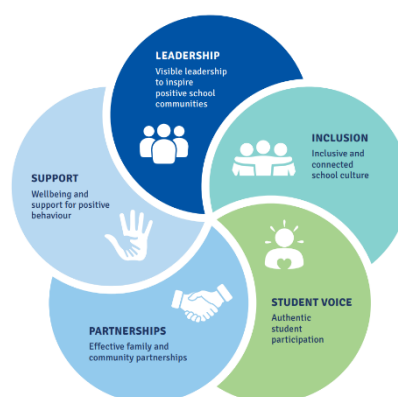 LEADERSHIP
Visible leadership
to inspire
positive school
communities
INCLUSION
Inclusive and
connected
school culture
STUDENT VOICE
Authentic
student
participation
PARTNERSHIPS
Effective family and
community partnerships
SUPPORT
Wellbeing and
support for positive
behaviour